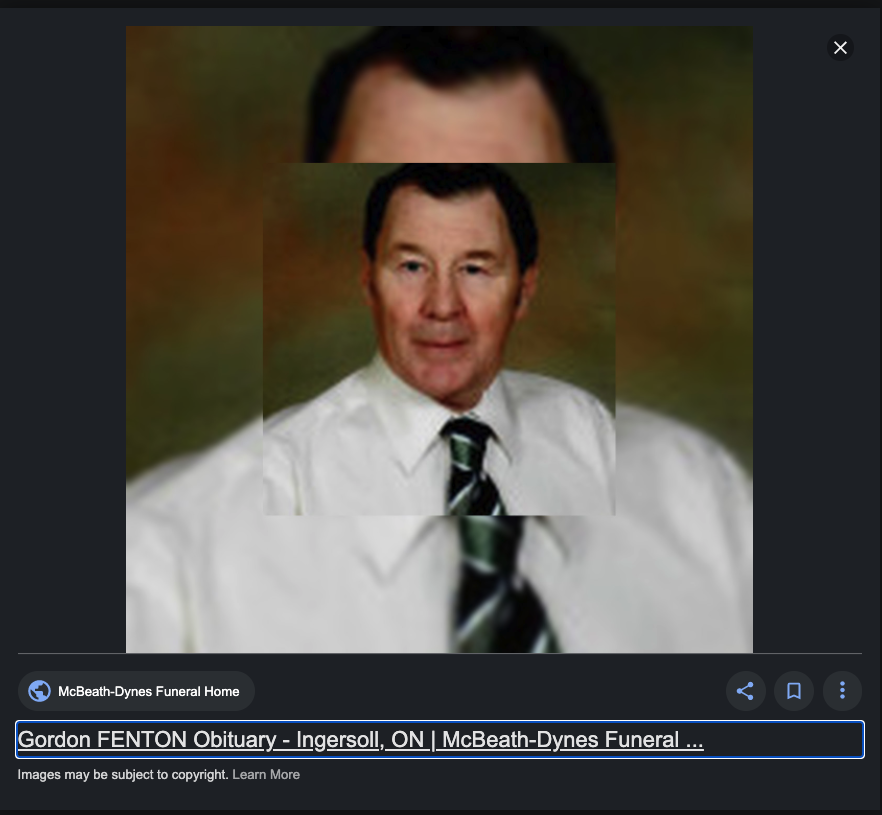 McBeath-Dynes Funeral Home
Gordon FENTON Obituary - Ingersoll, ON | McBeath-Dynes Funeral ...
Images may be subject to copyright. Learn More